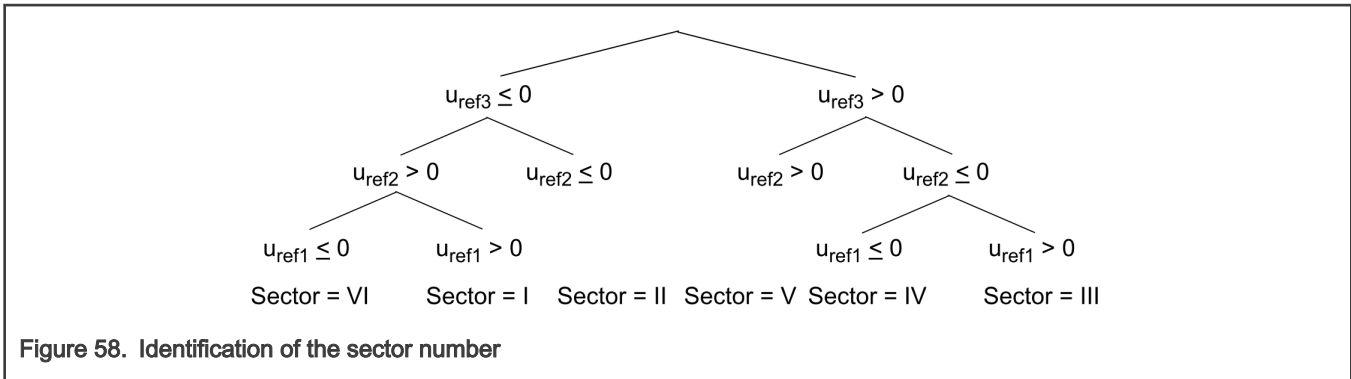 u_ref3 ≤ 0 u_ref3 > 0
u_ref2 > 0 u_ref2 ≤ 0 u_ref2 > 0 u_ref2 ≤ 0
u_ref1 ≤ 0 u_ref1 > 0 u_ref1 ≤ 0 u_ref1 > 0
Sector = VI Sector = I Sector = II Sector = V Sector = IV Sector = III
Figure 58. Identification of the sector number